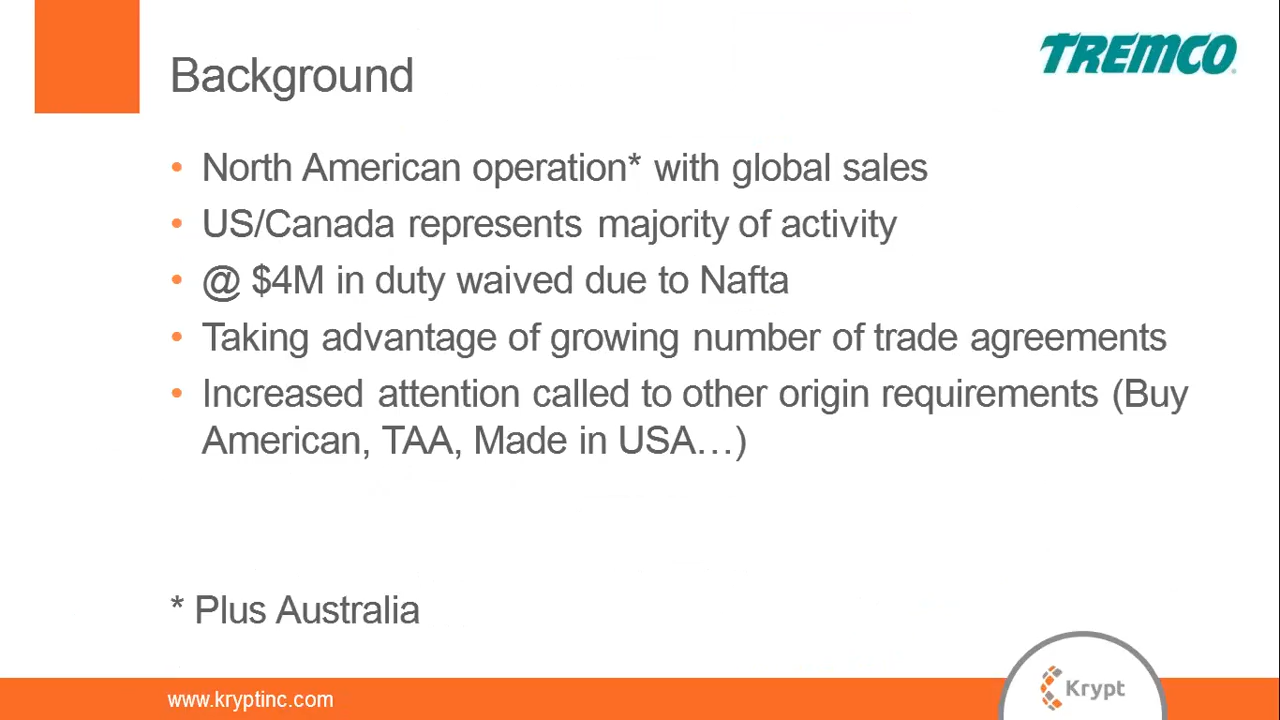 TREMCO
Background
• North American operation* with global sales
• US/Canada represents majority of activity
• @ $4M in duty waived due to Nafta
• Taking advantage of growing number of trade agreements
• Increased attention called to other origin requirements (Buy
American, TAA, Made in USA…)
* Plus Australia
www.kryptinc.com
Krypt